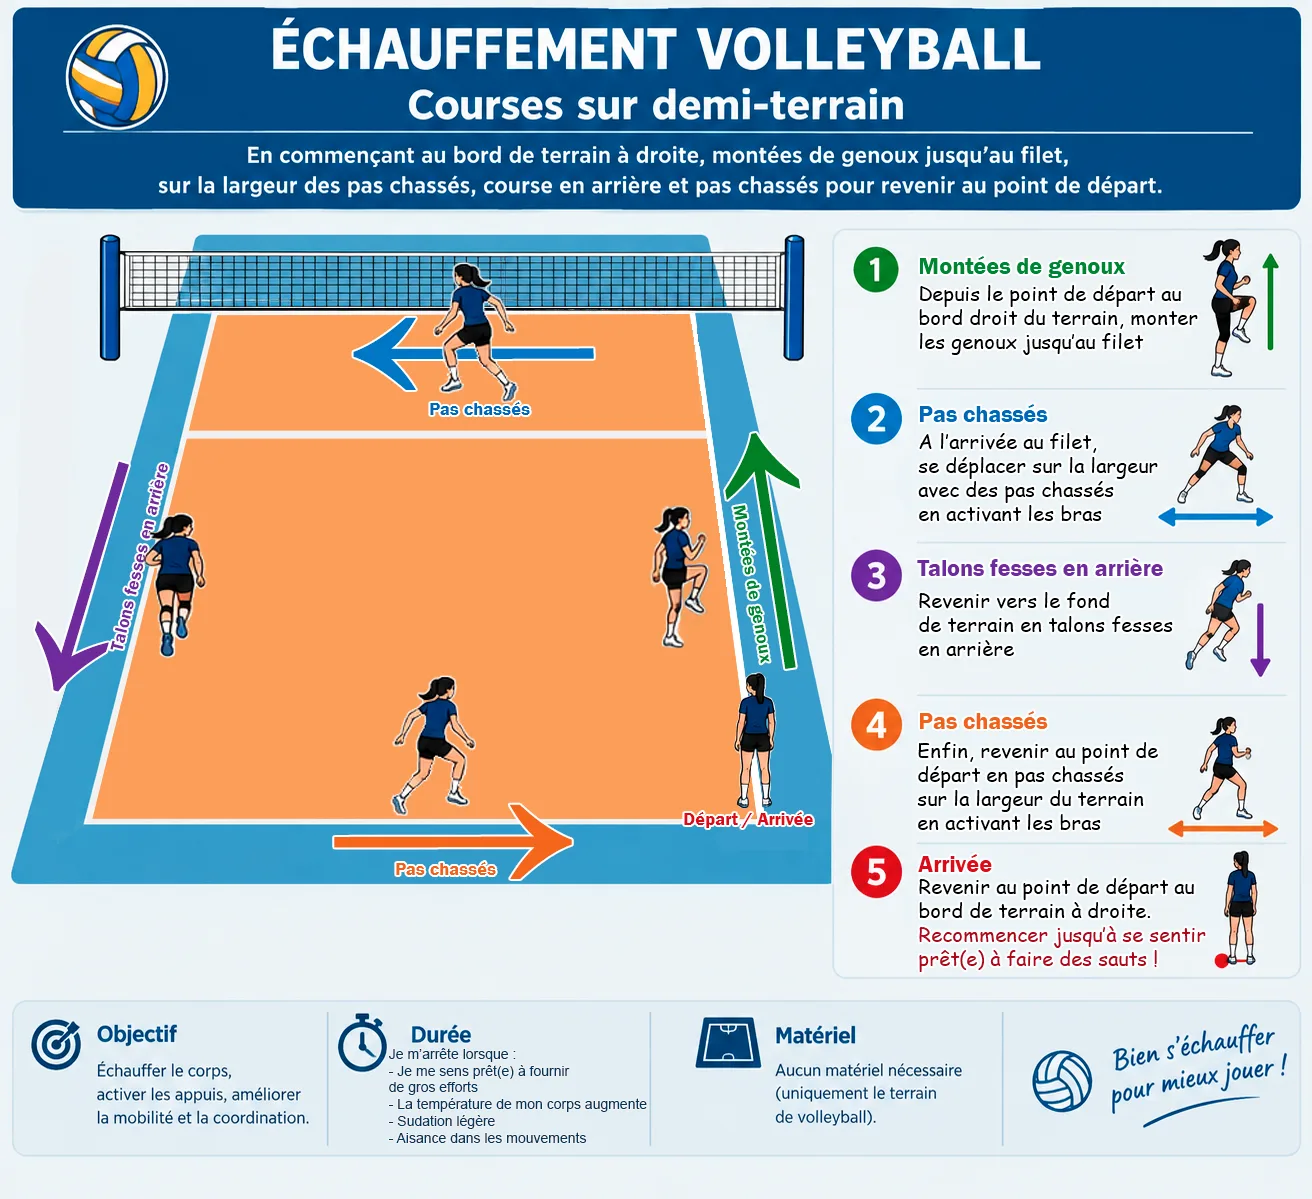 ÉCHAUFFEMENT VOLLEYBALL
Courses sur demi-terrain
En commençant au bord de terrain à droite, montées de genoux jusqu'au filet,
sur la largeur des pas chassés, course en arrière et pas chassés pour revenir au point de départ.
Pas chassés
Talons fesses en arrière
Montées de genoux
Départ / Arrivée
Pas chassés
1
Montées de genoux
Depuis le point de départ au
bord droit du terrain, monter
les genoux jusqu'au filet
2
Pas chassés
A l'arrivée au filet,
se déplacer sur la largeur
avec des pas chassés
en activant les bras
3
Talons fesses en arrière
Revenir vers le fond
de terrain en talons fesses
en arrière
4
Pas chassés
Enfin, revenir au point de
départ en pas chassés
sur la largeur du terrain
en activant les bras
5
Arrivée
Revenir au point de départ au
bord de terrain à droite.
Recommencer jusqu'à se sentir
prêt(e) à faire des sauts !
Objectif
Échauffer le corps,
activer les appuis, améliorer
la mobilité et la coordination.
Durée
Je m'arrête lorsque :
- Je me sens prêt(e) à fournir
de gros efforts
- La température de mon corps augmente
- Sudation légère
- Aisance dans les mouvements
Matériel
Aucun matériel nécessaire
(uniquement le terrain
de volleyball).
Bien s'échauffer
pour mieux jouer !